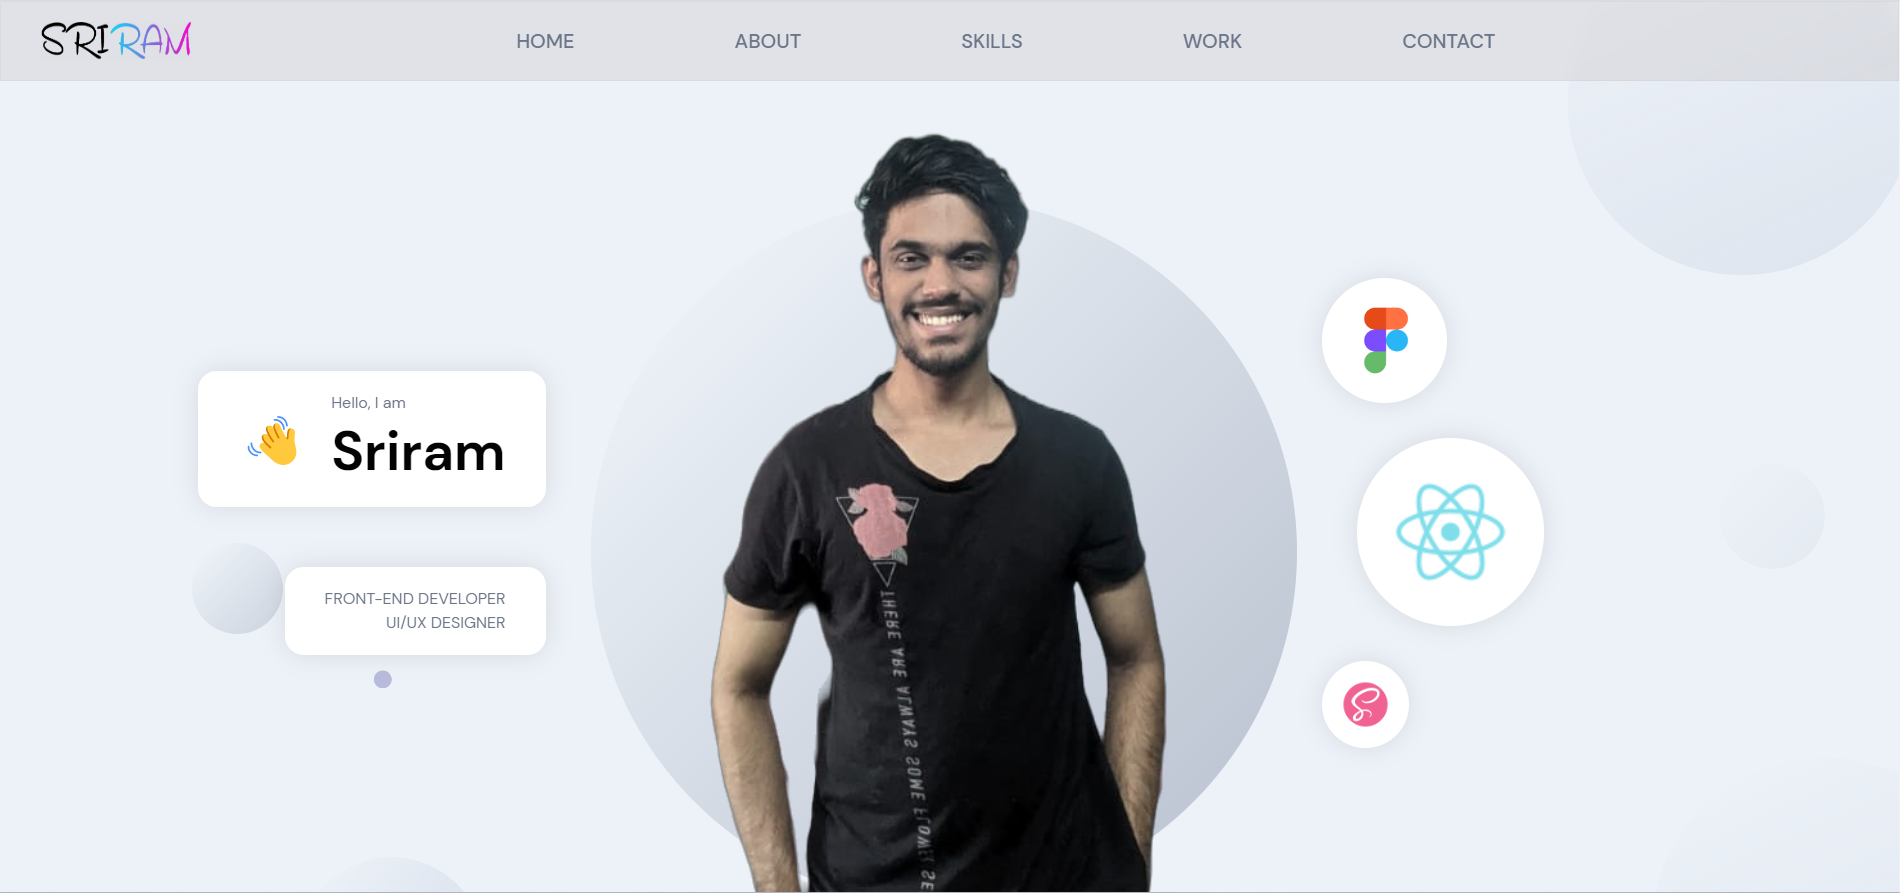 SRIRAM
HOME
ABOUT
SKILLS
WORK
CONTACT
Hello, I am
Sriram
FRONT-END DEVELOPER
UI/UX DESIGNER
THERE ARE ALWAYS SOME FLOWE